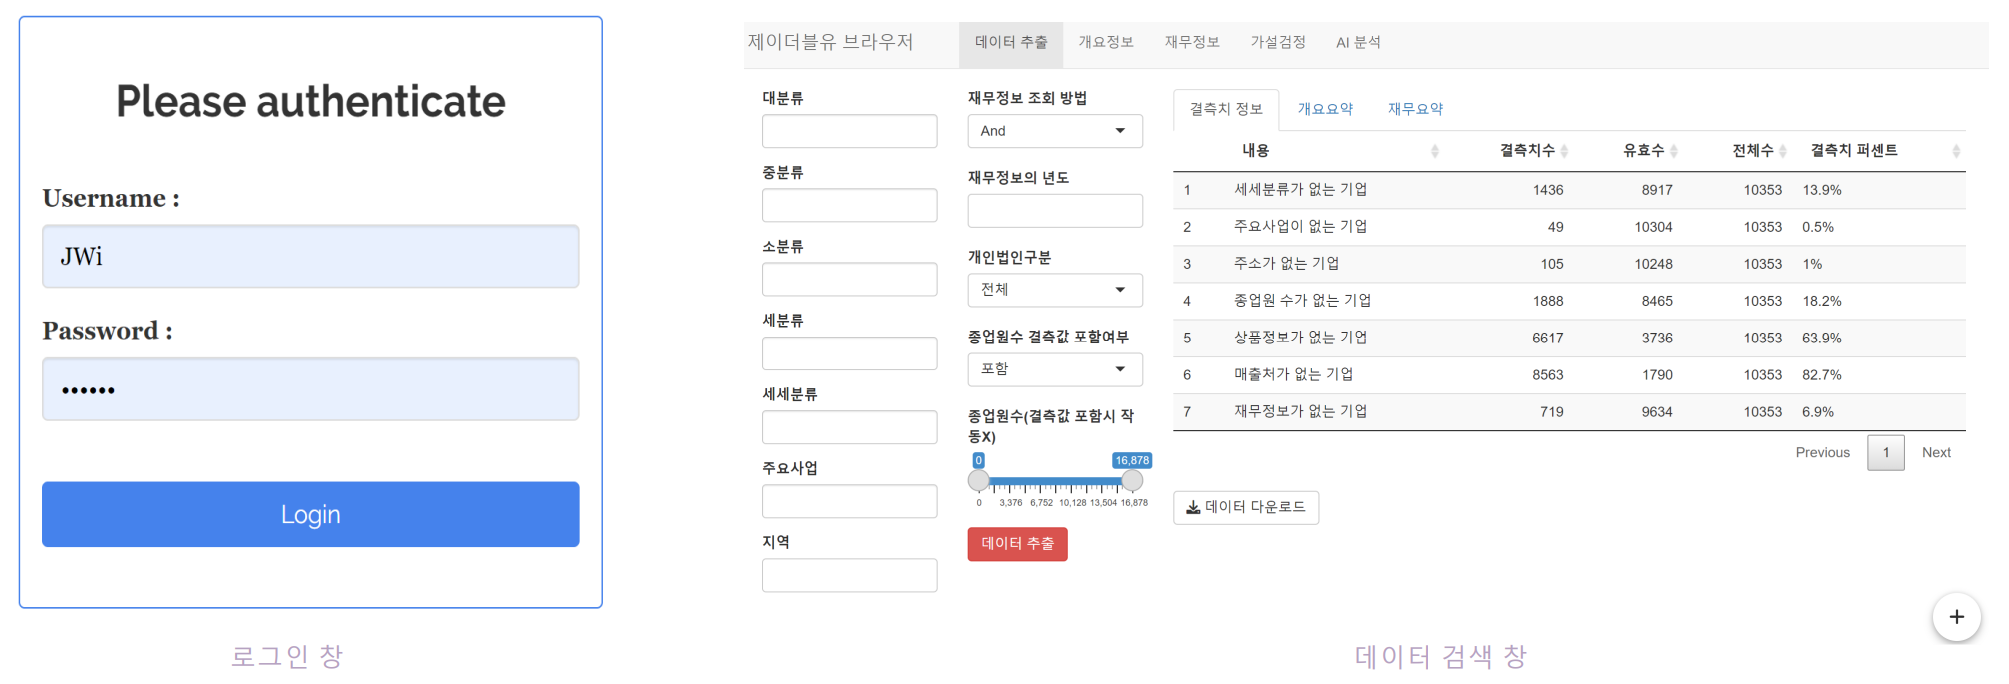 Please authenticate
Username :
JWi
Password :
••••••
Login
로그인 창
제이더블유 브라우저
데이터 추출
개요정보
재무정보
가설검정
AI 분석
대분류
중분류
소분류
세분류
세세분류
주요사업
지역
재무정보 조회 방법
And
재무정보의 년도
개인법인구분
전체
종업원수 결측값 포함여부
포함
종업원수(결측값 포함시 작
동X)
0 16,878
0 3,376 6,752 10,128 13,504 16,878
데이터 추출
결측치 정보 개요요약 재무요약
내용 결측치수 유효수 전체수 결측치 퍼센트
1 세세분류가 없는 기업 1436 8917 10353 13.9%
2 주요사업이 없는 기업 49 10304 10353 0.5%
3 주소가 없는 기업 105 10248 10353 1%
4 종업원 수가 없는 기업 1888 8465 10353 18.2%
5 상품정보가 없는 기업 6617 3736 10353 63.9%
6 매출처가 없는 기업 8563 1790 10353 82.7%
7 재무정보가 없는 기업 719 9634 10353 6.9%
Previous 1 Next
데이터 다운로드
+
데이터 검색 창